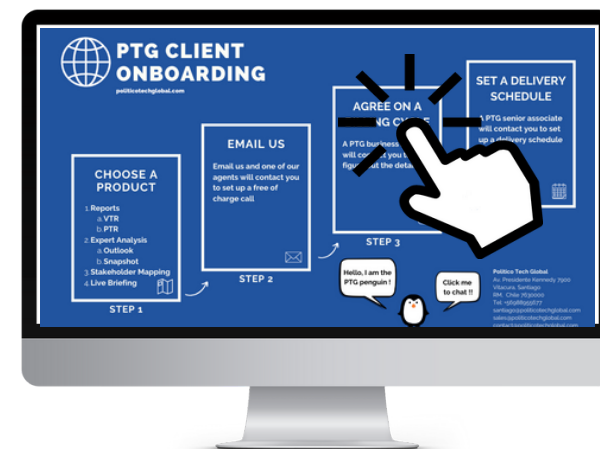 PTG CLIENT
ONBOARDING
politicotechglobal.com
CHOOSE A
PRODUCT
1. Reports
a. VTR
b. PTR
2. Expert Analysis
a. Outlook
b. Snapshot
3. Stakeholder Mapping
4. Live Briefing
STEP 1
EMAIL US
Email us and one of our
agents will contact you
to set up a free of
charge call
STEP 2
AGREE ON A
A PTG business
will contact you t
figure out the deta
STEP 3
SET A DELIVERY
SCHEDULE
A PTG senior associate
will contact you to set
up a delivery schedule
Hello, I am the
PTG penguin !
Click me
to chat !!
Politico Tech Global
Av. Presidente Kennedy 7900
Vitacura, Santiago
RM, Chile 7630000
santiago@politicotechglobal.com
sales@politicotechglobal.com
contact@politicotechglobal.com